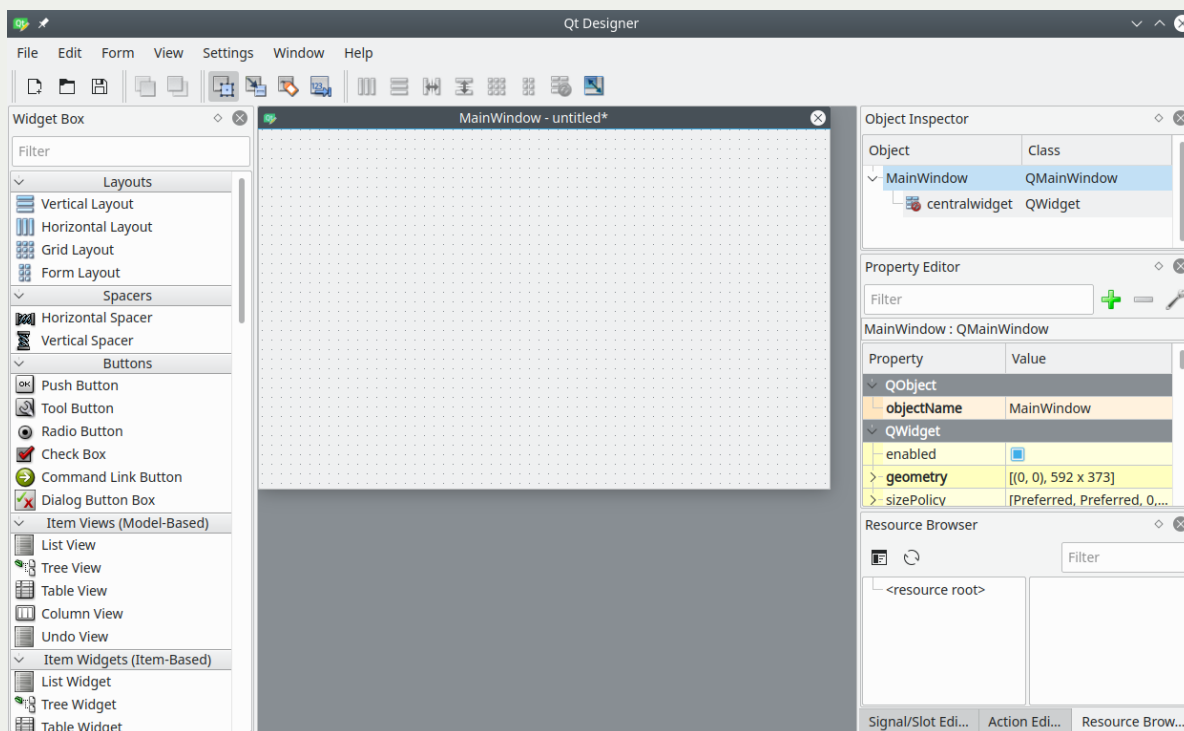 Qt Designer
File Edit Form View Settings Window Help
Widget Box
Filter
Layouts
Vertical Layout
Horizontal Layout
Grid Layout
Form Layout
Spacers
Horizontal Spacer
Vertical Spacer
Buttons
Push Button
Tool Button
Radio Button
Check Box
Command Link Button
Dialog Button Box
Item Views (Model-Based)
List View
Tree View
Table View
Column View
Undo View
Item Widgets (Item-Based)
List Widget
Tree Widget
Table Widget
MainWindow - untitled*
Object Inspector
Object Class
MainWindow QMainWindow
centralwidget QWidget
Property Editor
Filter
MainWindow : QMainWindow
Property Value
QObject
objectName MainWindow
QWidget
enabled
geometry [(0, 0), 592 x 373]
sizePolicy [Preferred, Preferred, 0,...
Resource Browser
Filter
<resource root>
Signal/Slot Edi... Action Edi... Resource Brow...